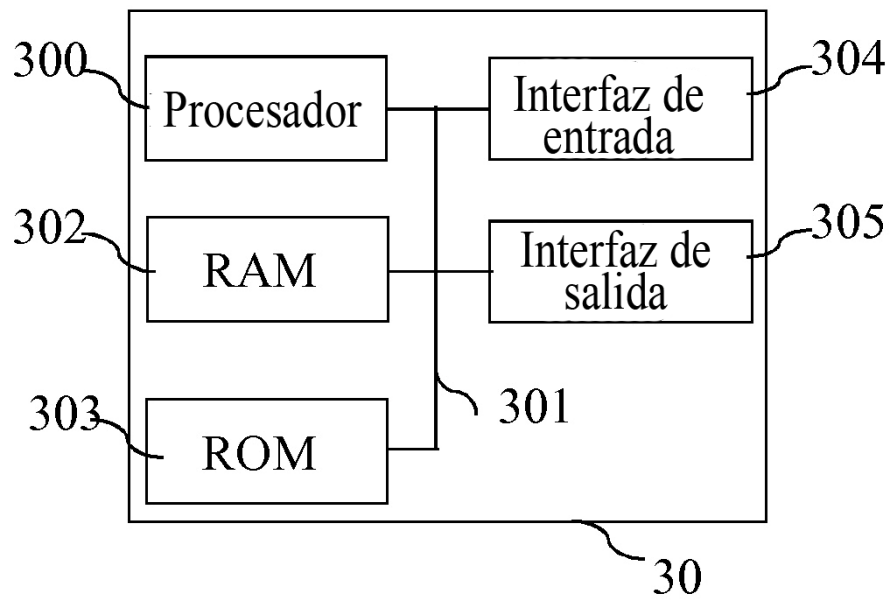 300
Procesador
304
Interfaz de
entrada
302
RAM
305
Interfaz de
salida
303
ROM
301
30